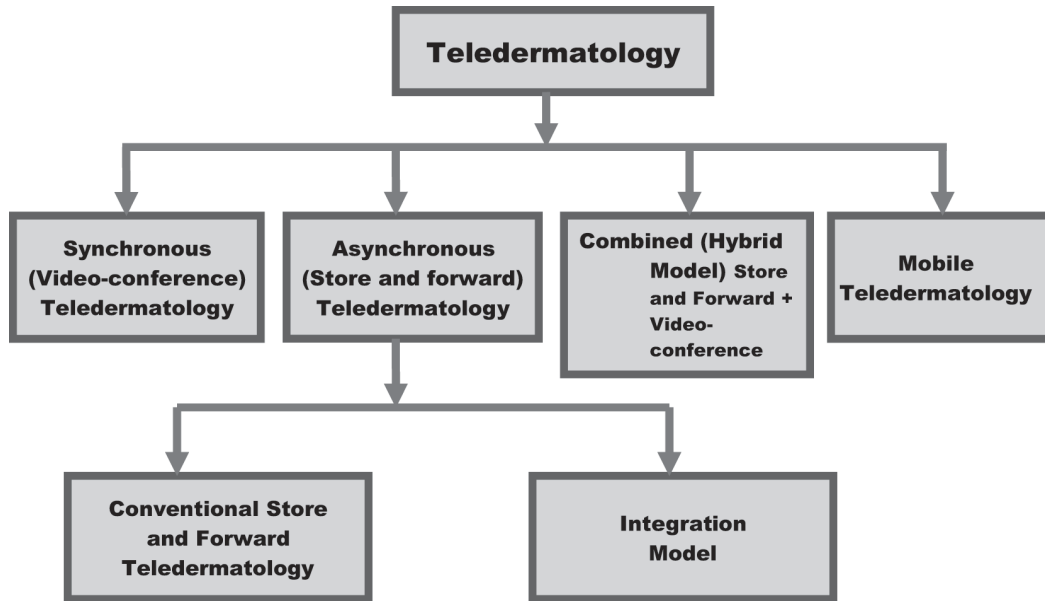 Teledermatology
Synchronous
(Video-conference)
Teledermatology
Asynchronous
(Store and forward)
Teledermatology
Combined (Hybrid
Model) Store
and Forward +
Video-
conference
Mobile
Teledermatology
Conventional Store
and Forward
Teledermatology
Integration
Model